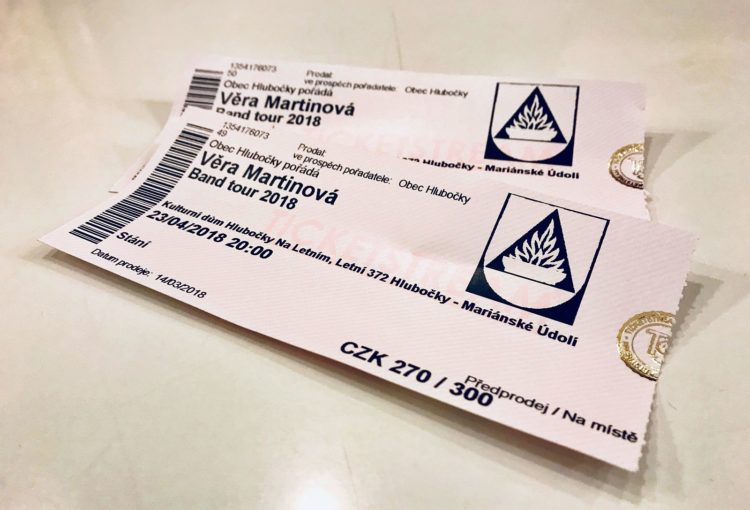 1354176073
50
Prodat
ve prospěch pořadatele: Obec Hlubočky
Obec Hlubočky pořádá
Věra Martinová
Band tour 2018
TICKETSTREAM
372 Hlubočky - Mariánské Údolí
1354176073
49
Prodat
ve prospěch pořadatele: Obec Hlubočky
Obec Hlubočky pořádá
Věra Martinová
Band tour 2018
TICKETSTREAM
Kulturní dům Hlubočky Na Letním, Letní 372 Hlubočky - Mariánské Údolí
23/04/2018 20:00
Stání
Datum prodeje: 14/03/2018
CZK 270 / 300
Předprodej / Na místě